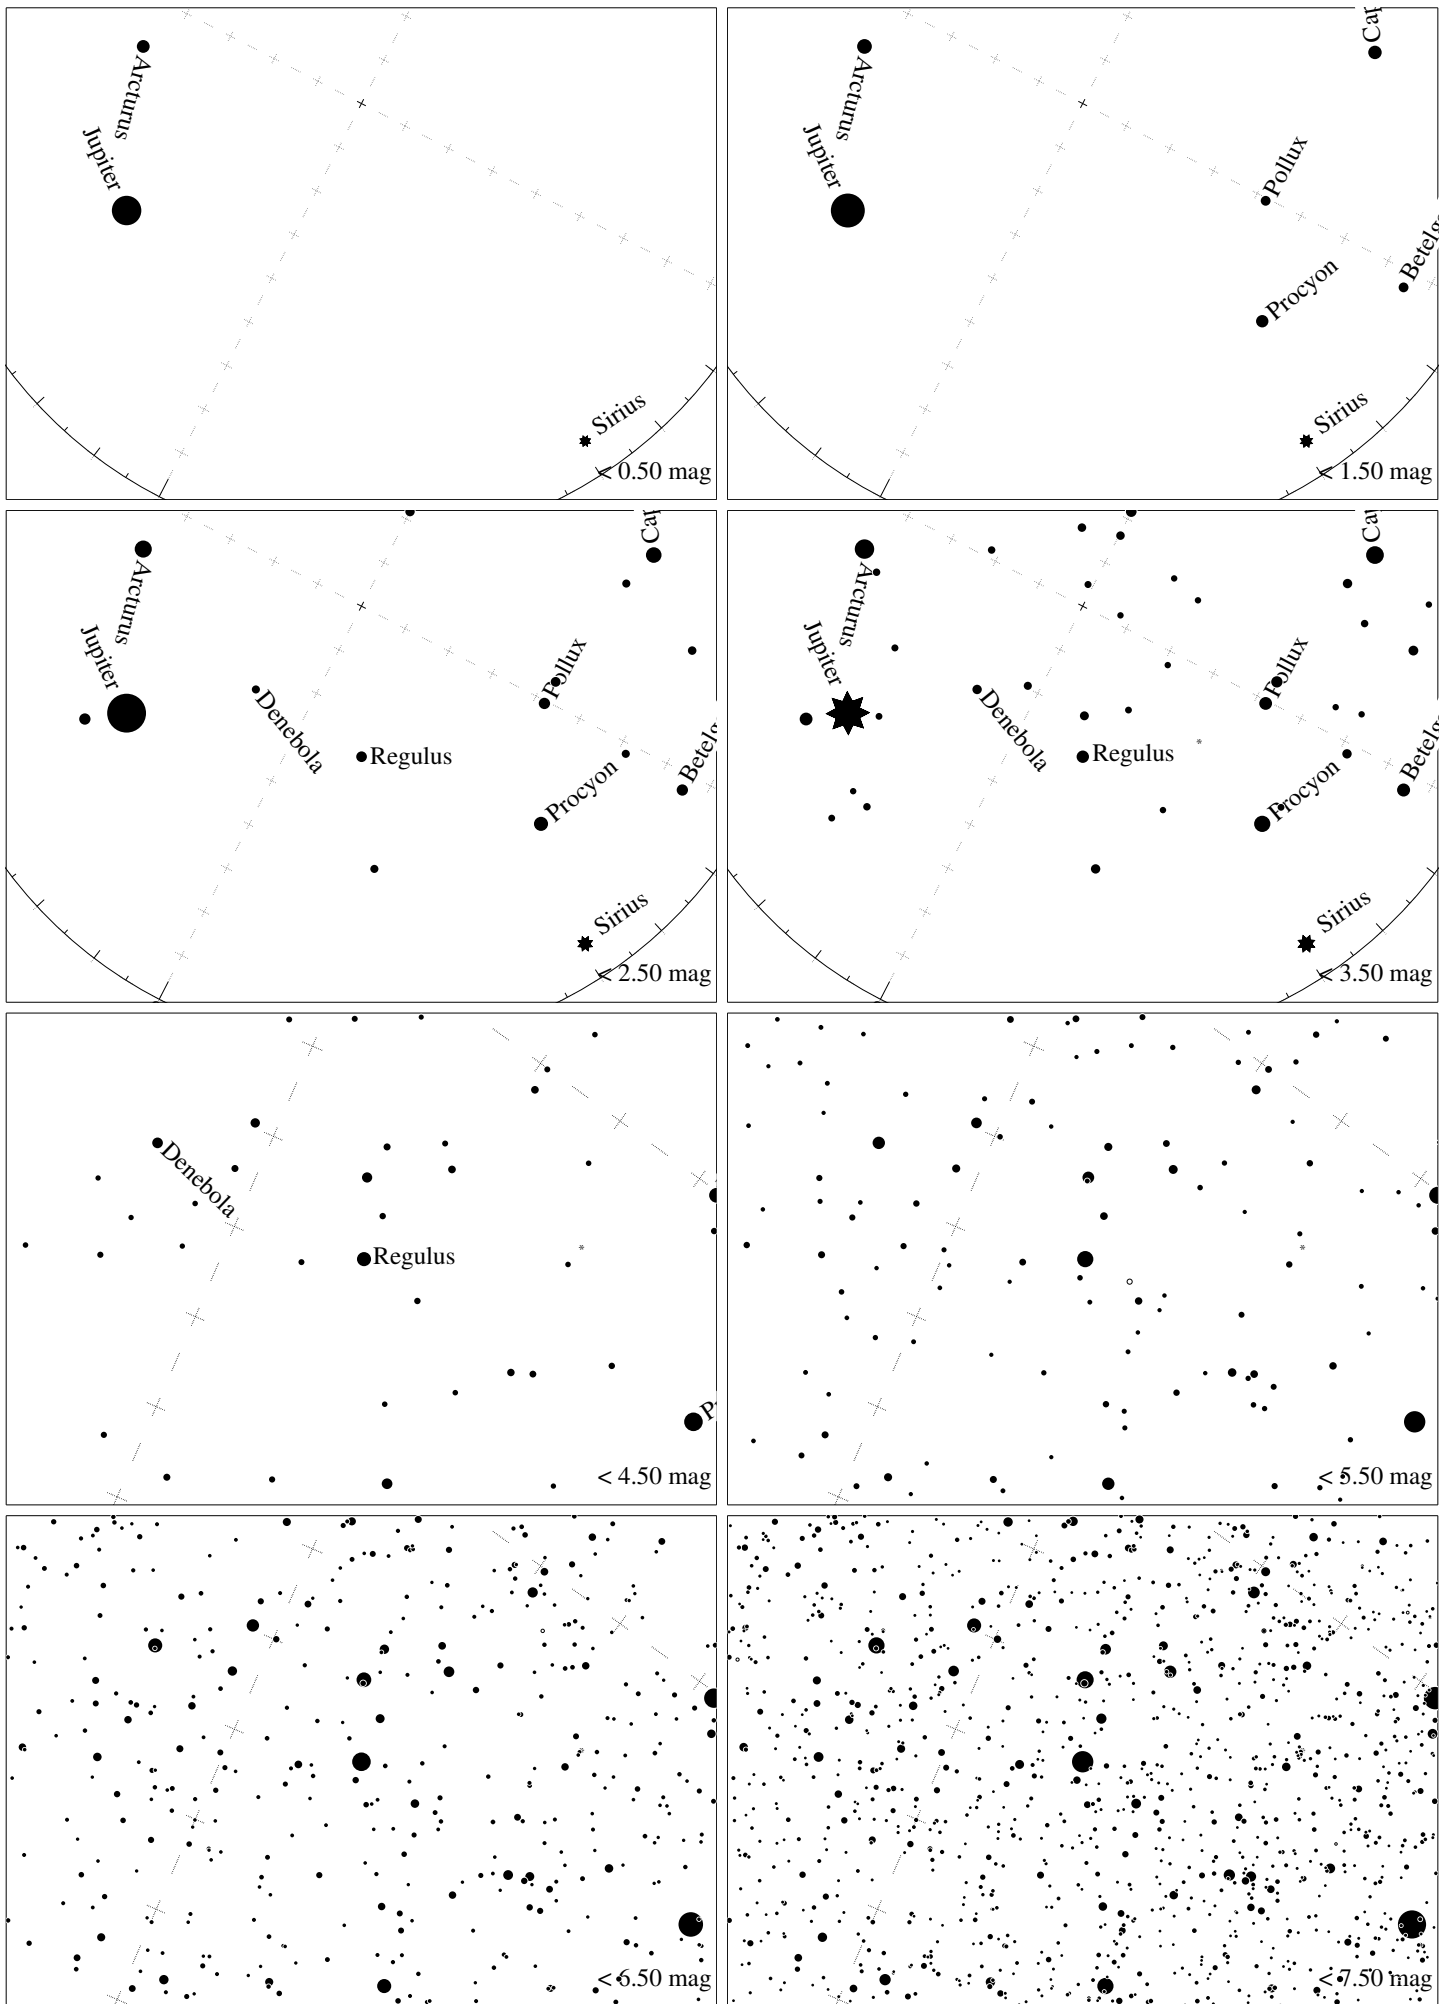 Arcturus
Jupiter
Sirius
< 0.50 mag
Arcturus
Jupiter
Pollux
Procyon
Sirius
< 1.50 mag
Arcturus
Jupiter
Pollux
Denebola
Regulus
Procyon
Sirius
< 2.50 mag
Arcturus
Jupiter
Pollux
Denebola
Regulus
Procyon
Sirius
< 3.50 mag
Denebola
Regulus
< 4.50 mag
< 5.50 mag
< 6.50 mag
< 7.50 mag